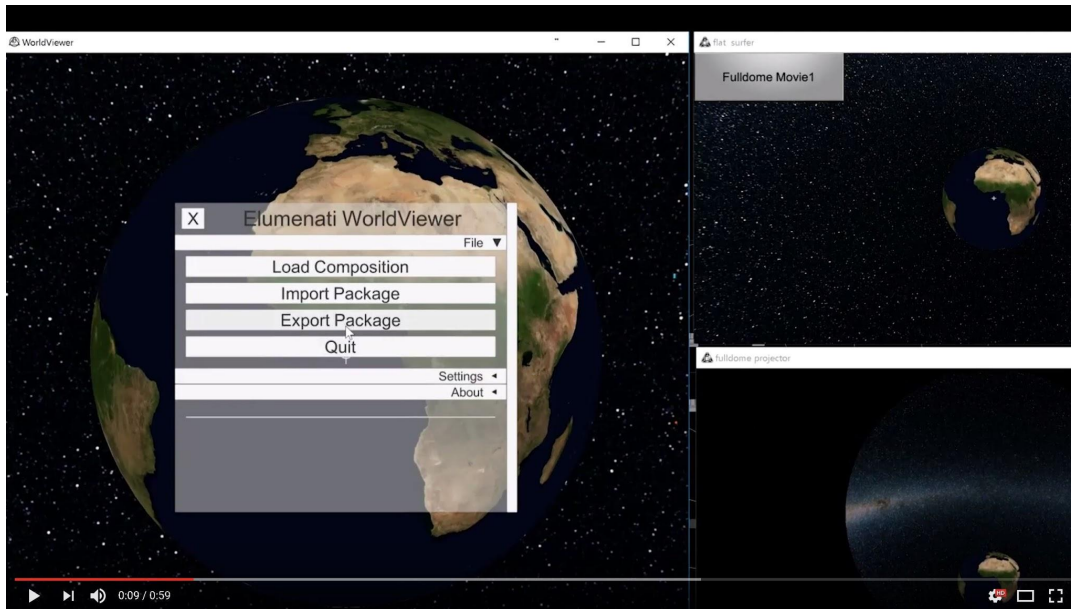 WorldViewer
flat surfer
Fulldome Movie1
X
Elumenati WorldViewer
File
Load Composition
Import Package
Export Package
Quit
Settings
About
fulldome projector
0:09 / 0:59
HD